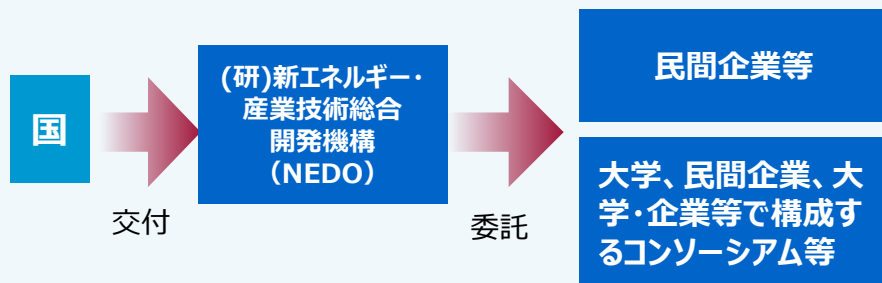 国
交付
(研)新エネルギー・
産業技術総合
開発機構
（NEDO）
委託
民間企業等
大学、民間企業、大
学・企業等で構成す
るコンソーシアム等